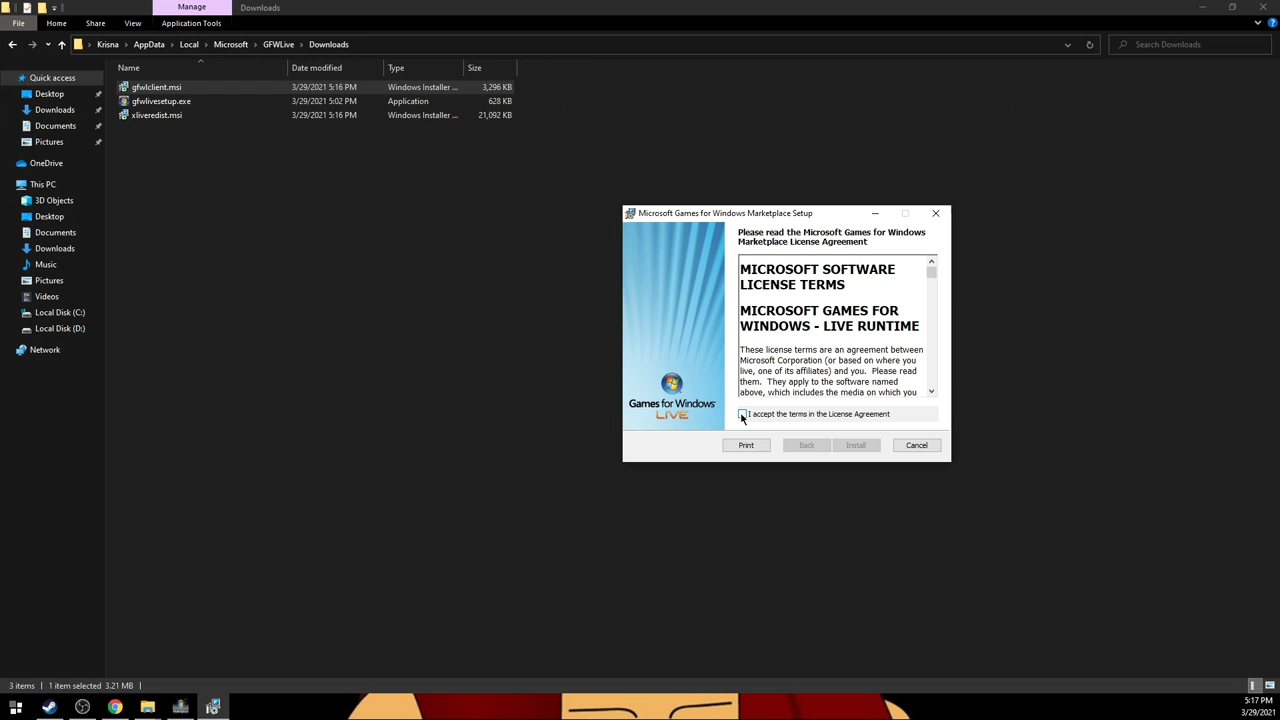 Manage
Downloads
File
Home
Share
View
Application Tools
Krisna
AppData
Local
Microsoft
GFWLive
Downloads
Search Downloads
Name
Date modified
Type
Size
gfwlclient.msi
3/29/2021 5:16 PM
Windows Installer ...
3,296 KB
gfwlivesetup.exe
3/29/2021 5:02 PM
Application
628 KB
xliveredist.msi
3/29/2021 5:16 PM
Windows Installer ...
21,092 KB
Quick access
Desktop
Downloads
Documents
Pictures
OneDrive
This PC
3D Objects
Desktop
Documents
Downloads
Music
Pictures
Videos
Local Disk (C:)
Local Disk (D:)
Network
Microsoft Games for Windows Marketplace Setup
Please read the Microsoft Games for Windows
Marketplace License Agreement
MICROSOFT SOFTWARE
LICENSE TERMS
MICROSOFT GAMES FOR
WINDOWS - LIVE RUNTIME
These license terms are an agreement between
Microsoft Corporation (or based on where you
live, one of its affiliates) and you. Please read
them. They apply to the software named
above, which includes the media on which you
Games for Windows
LIVE
I accept the terms in the License Agreement
Print
Back
Install
Cancel
3 items
1 item selected 3.21 MB
5:17 PM
3/29/2021